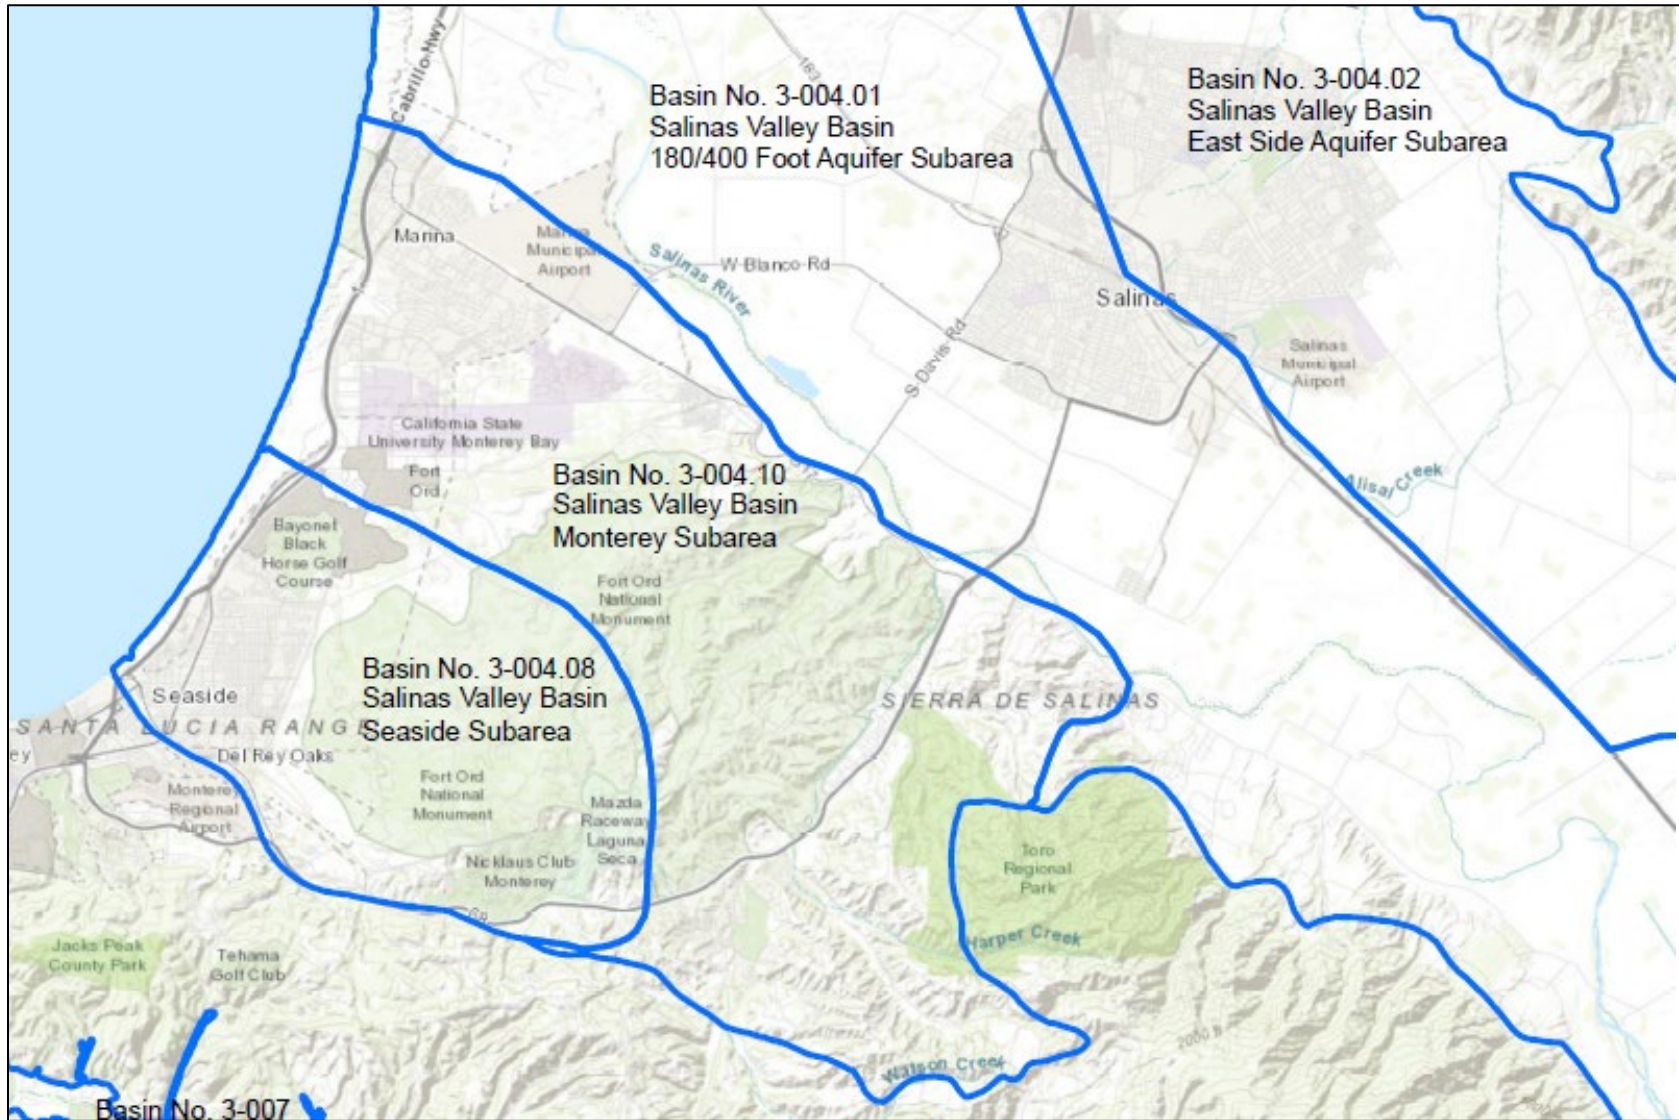 Cabrillo Hwy
183
Basin No. 3-004.01
Salinas Valley Basin
180/400 Foot Aquifer Subarea
Basin No. 3-004.02
Salinas Valley Basin
East Side Aquifer Subarea
Marina
Marina
Municipal
Airport
Salinas River
W Blanco Rd
Salinas
S Davis Rd
Salinas
Municipal
Airport
1
California State
University Monterey Bay
Fort
Ord
Basin No. 3-004.10
Salinas Valley Basin
Monterey Subarea
Alisal Creek
Bayonet
Black
Horse Golf
Course
Fort Ord
National
Monument
Basin No. 3-004.08
Salinas Valley Basin
Seaside Subarea
Seaside
SIERRA DE SALINAS
SANTA LUCIA RANGE
ey
Del Rey Oaks
Monterey
Regional
Airport
Fort Ord
National
Monument
Mazda
Raceway
Laguna
Seca
Nicklaus Club
Monterey
Toro
Regional
Park
Harper Creek
Jacks Peak
County Park
Tehama
Golf Club
2000 ft
Watson Creek
Basin No. 3-007